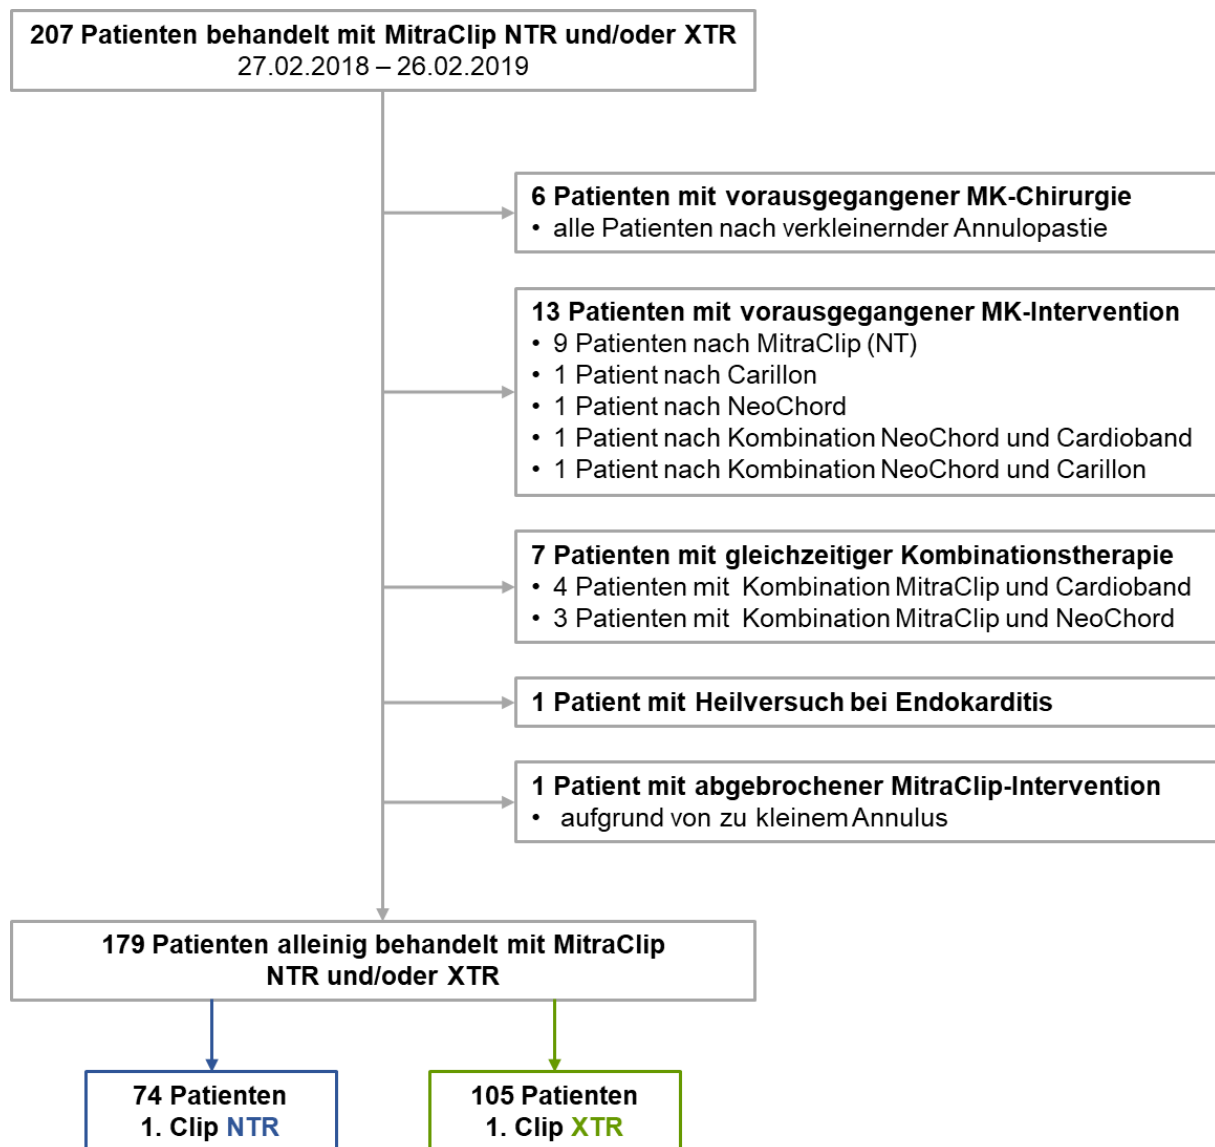 207 Patienten behandelt mit MitraClip NTR und/oder XTR
27.02.2018 – 26.02.2019
6 Patienten mit vorausgegangener MK-Chirurgie
• alle Patienten nach verkleinernder Annulopastie
13 Patienten mit vorausgegangener MK-Intervention
• 9 Patienten nach MitraClip (NT)
• 1 Patient nach Carillon
• 1 Patient nach NeoChord
• 1 Patient nach Kombination NeoChord und Cardioband
• 1 Patient nach Kombination NeoChord und Carillon
7 Patienten mit gleichzeitiger Kombinationstherapie
• 4 Patienten mit Kombination MitraClip und Cardioband
• 3 Patienten mit Kombination MitraClip und NeoChord
1 Patient mit Heilversuch bei Endokarditis
1 Patient mit abgebrochener MitraClip-Intervention
• aufgrund von zu kleinem Annulus
179 Patienten alleinig behandelt mit MitraClip
NTR und/oder XTR
74 Patienten
1. Clip NTR
105 Patienten
1. Clip XTR